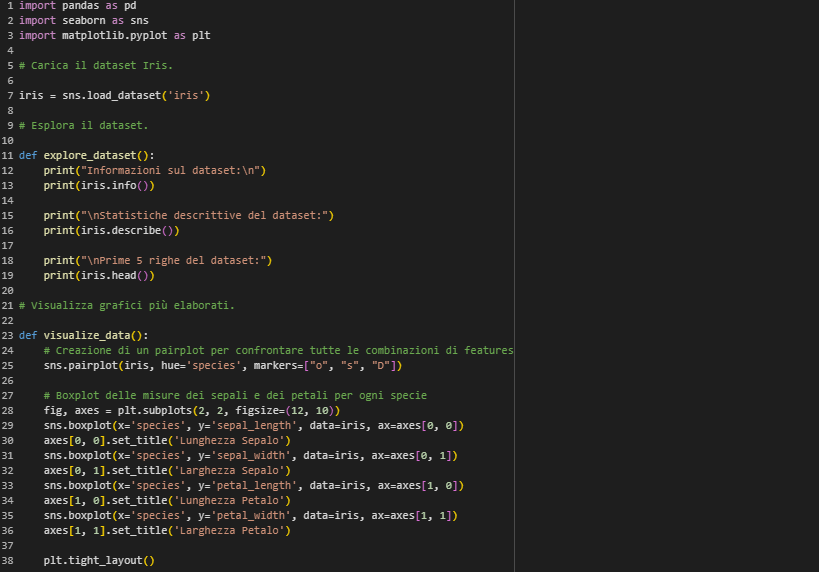 1 import pandas as pd
2 import seaborn as sns
3 import matplotlib.pyplot as plt
4
5 # Carica il dataset Iris.
6
7 iris = sns.load_dataset('iris')
8
9 # Esplora il dataset.
10
11 def explore_dataset():
12     print("Informazioni sul dataset:\n")
13     print(iris.info())
14
15     print("\nStatistiche descrittive del dataset:")
16     print(iris.describe())
17
18     print("\nPrime 5 righe del dataset:")
19     print(iris.head())
20
21 # Visualizza grafici più elaborati.
22
23 def visualize_data():
24     # Creazione di un pairplot per confrontare tutte le combinazioni di features
25     sns.pairplot(iris, hue='species', markers=["o", "s", "D"])
26
27     # Boxplot delle misure dei sepali e dei petali per ogni specie
28     fig, axes = plt.subplots(2, 2, figsize=(12, 10))
29     sns.boxplot(x='species', y='sepal_length', data=iris, ax=axes[0, 0])
30     axes[0, 0].set_title('Lunghezza Sepalo')
31     sns.boxplot(x='species', y='sepal_width', data=iris, ax=axes[0, 1])
32     axes[0, 1].set_title('Larghezza Sepalo')
33     sns.boxplot(x='species', y='petal_length', data=iris, ax=axes[1, 0])
34     axes[1, 0].set_title('Lunghezza Petalo')
35     sns.boxplot(x='species', y='petal_width', data=iris, ax=axes[1, 1])
36     axes[1, 1].set_title('Larghezza Petalo')
37
38     plt.tight_layout()